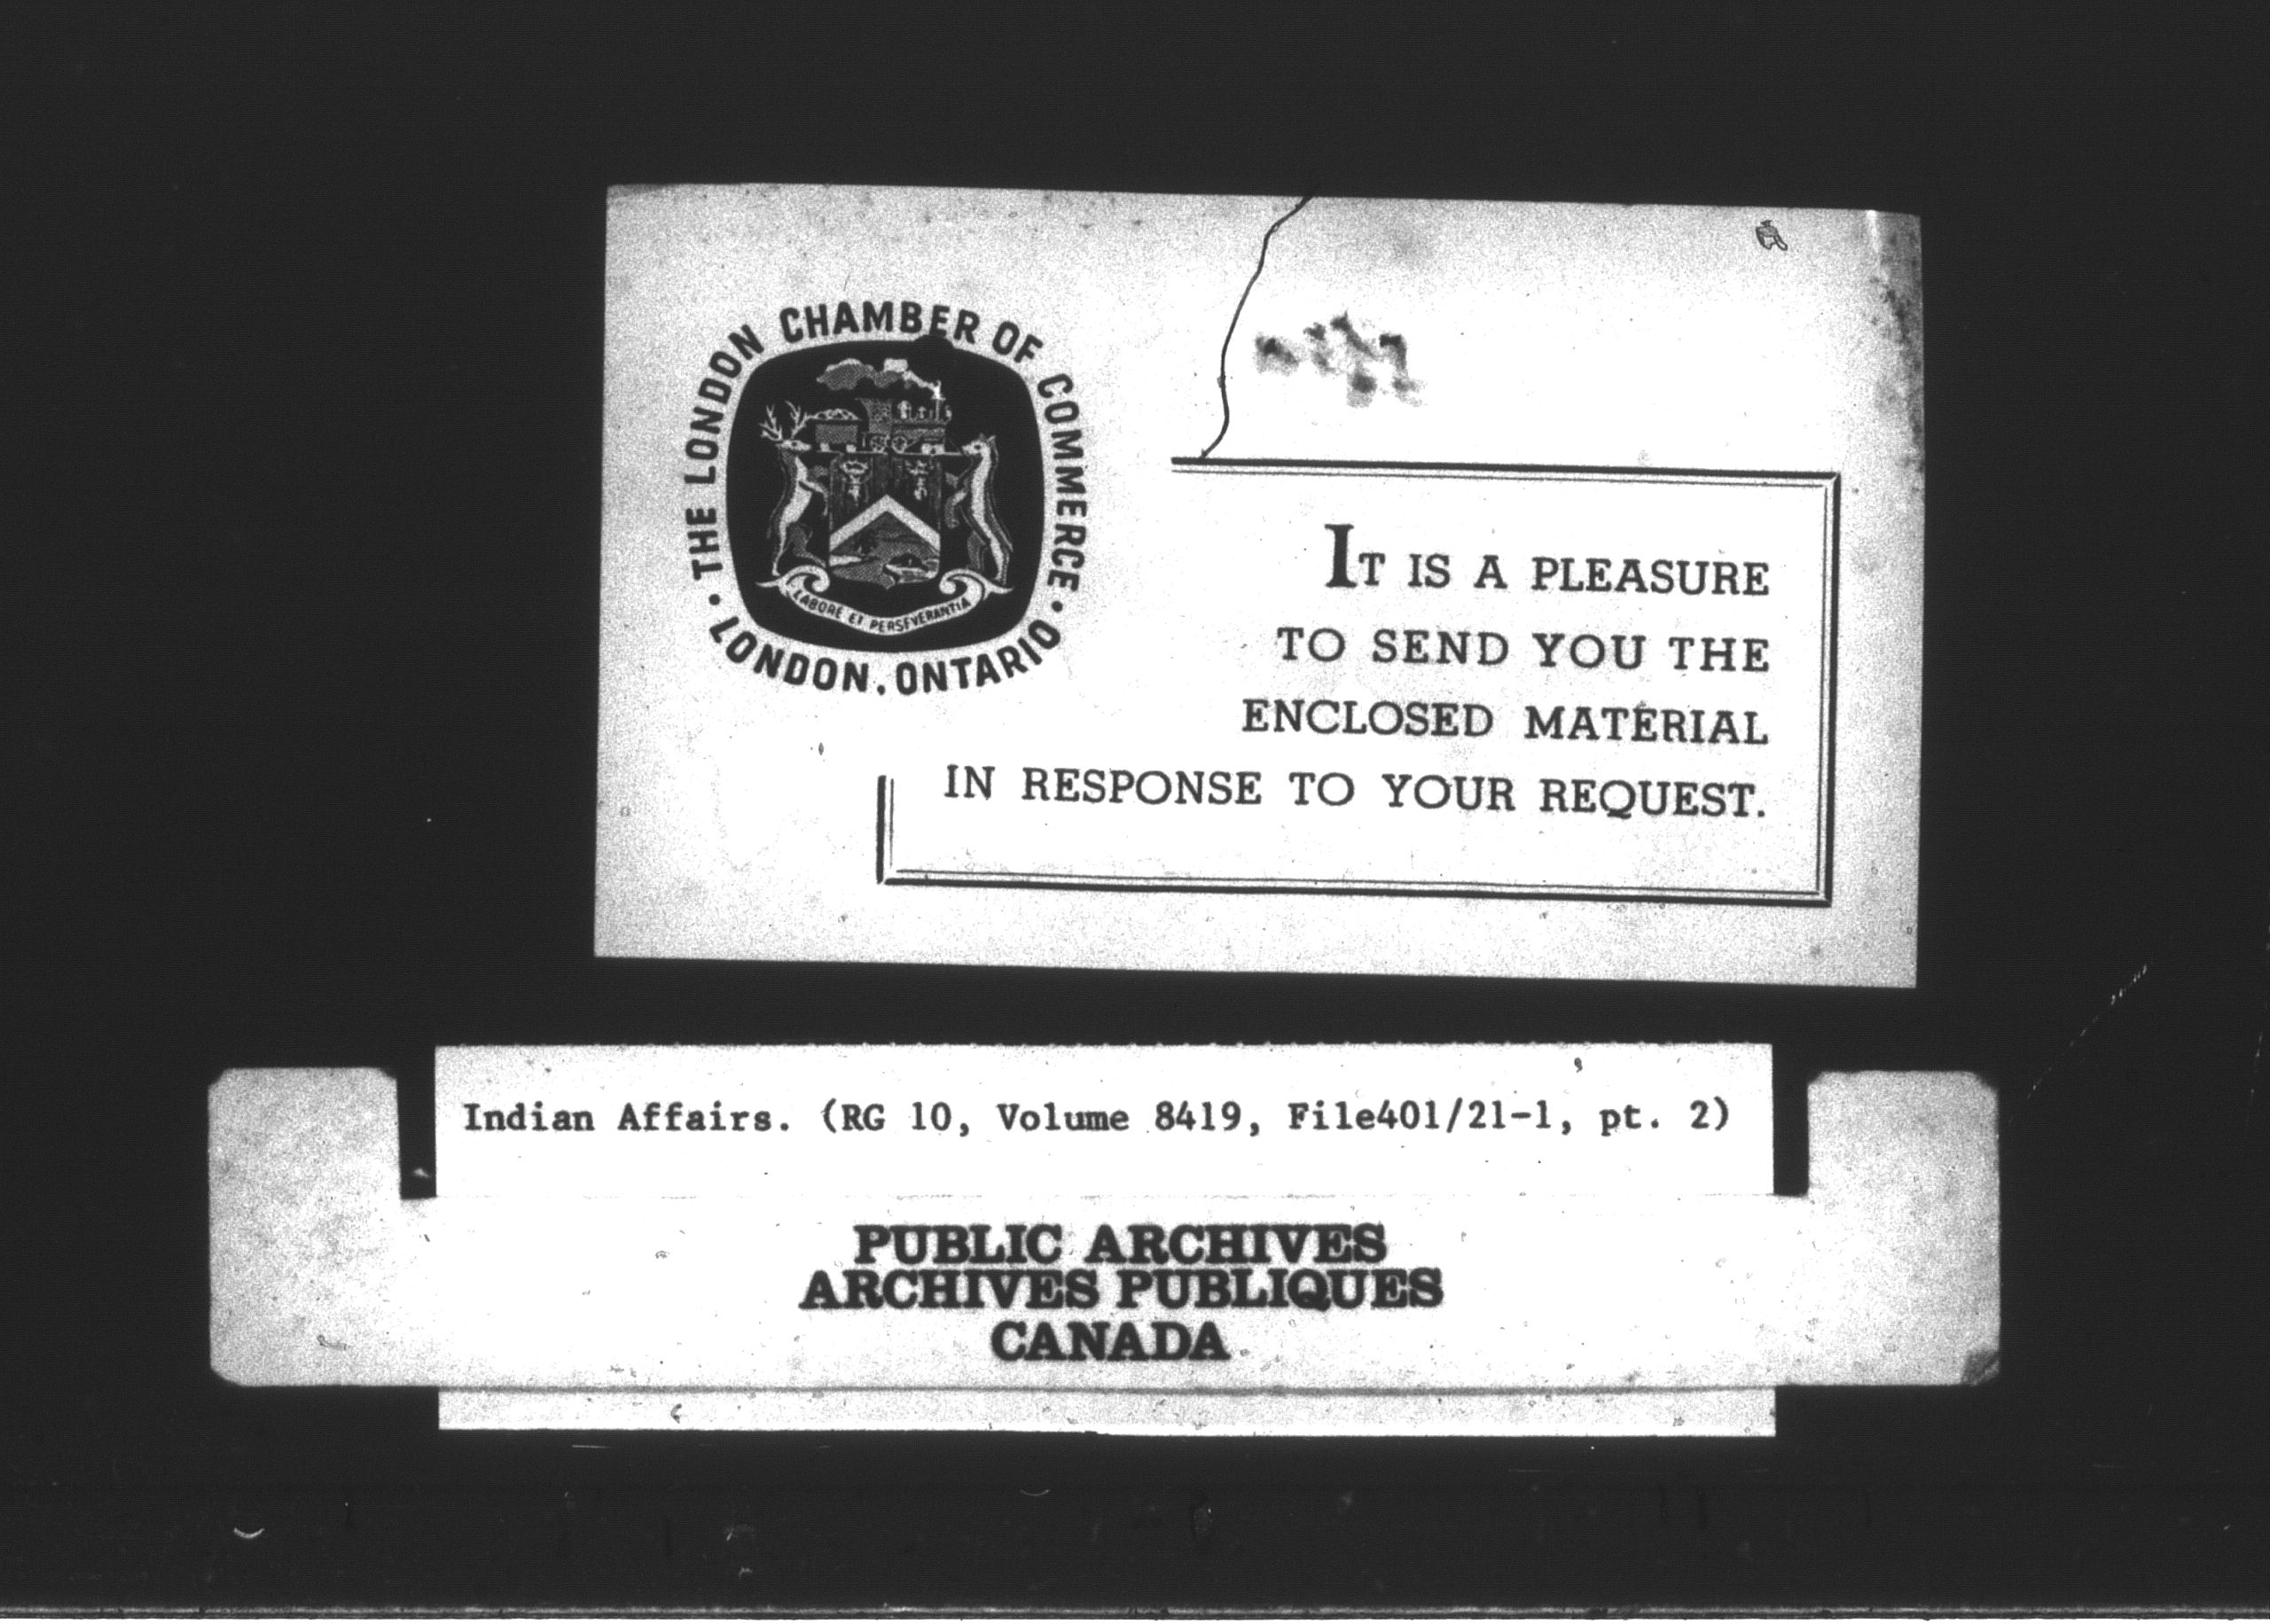 THE LONDON CHAMBER OF COMMERCE
LABORE ET PERSEVERANTIA
• LONDON, ONTARIO •
IT IS A PLEASURE
TO SEND YOU THE
ENCLOSED MATERIAL
IN RESPONSE TO YOUR REQUEST.
Indian Affairs. (RG 10, Volume 8419, File401/21-1, pt. 2)
PUBLIC ARCHIVES
ARCHIVES PUBLIQUES
CANADA